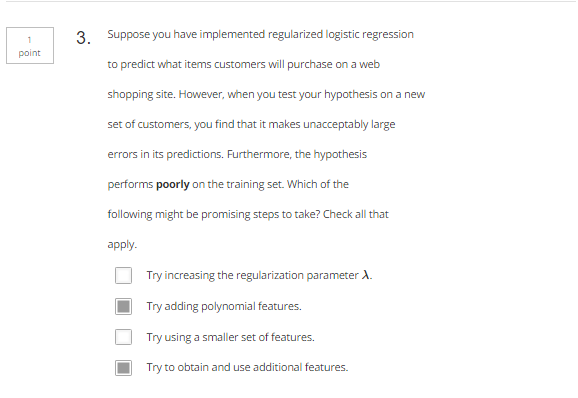 1
point
3.
Suppose you have implemented regularized logistic regression
to predict what items customers will purchase on a web
shopping site. However, when you test your hypothesis on a new
set of customers, you find that it makes unacceptably large
errors in its predictions. Furthermore, the hypothesis
performs poorly on the training set. Which of the
following might be promising steps to take? Check all that
apply.
Try increasing the regularization parameter λ.
Try adding polynomial features.
Try using a smaller set of features.
Try to obtain and use additional features.